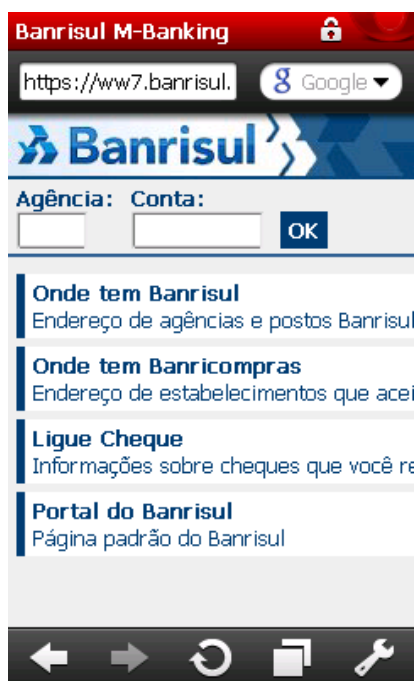 Banrisul M-Banking
https://ww7.banrisul. Google
Banrisul
Agência: Conta:
OK
Onde tem Banrisul
Endereço de agências e postos Banrisul
Onde tem Banricompras
Endereço de estabelecimentos que acei
Ligue Cheque
Informações sobre cheques que você re
Portal do Banrisul
Página padrão do Banrisul